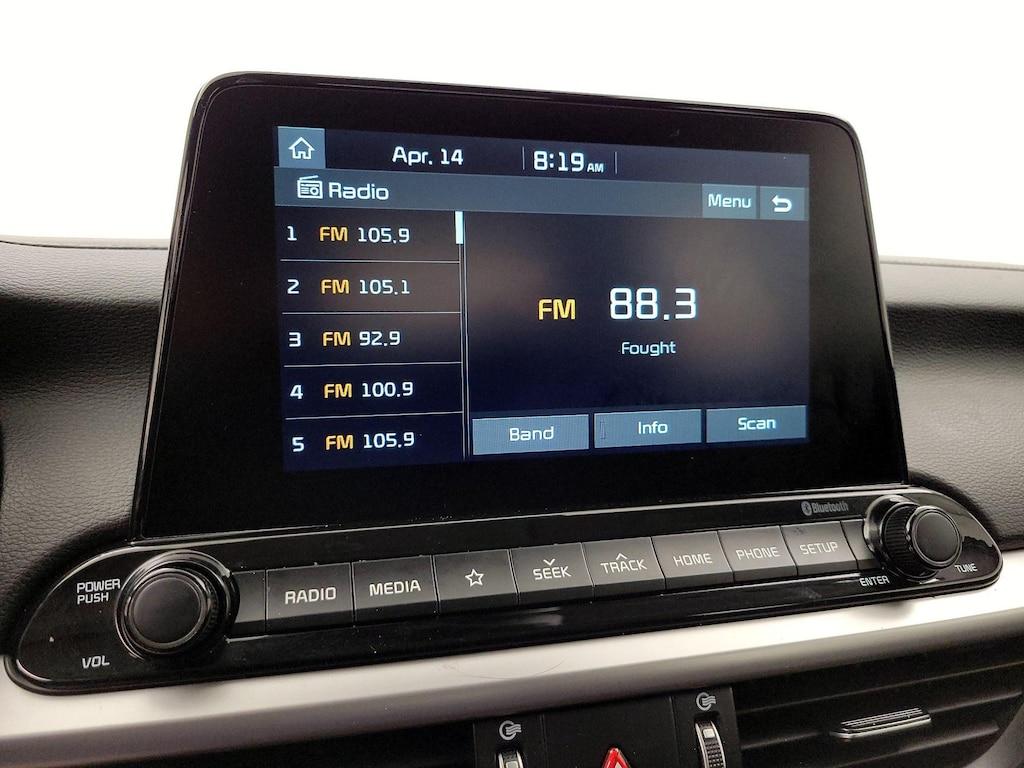 Apr. 14 8:19 AM
Radio Menu
1 FM 105.9
2 FM 105.1
3 FM 92.9
4 FM 100.9
5 FM 105.9
FM 88.3
Fought
Band Info Scan
Bluetooth
POWER
PUSH
VOL
RADIO MEDIA SEEK TRACK HOME PHONE SETUP
ENTER TUNE